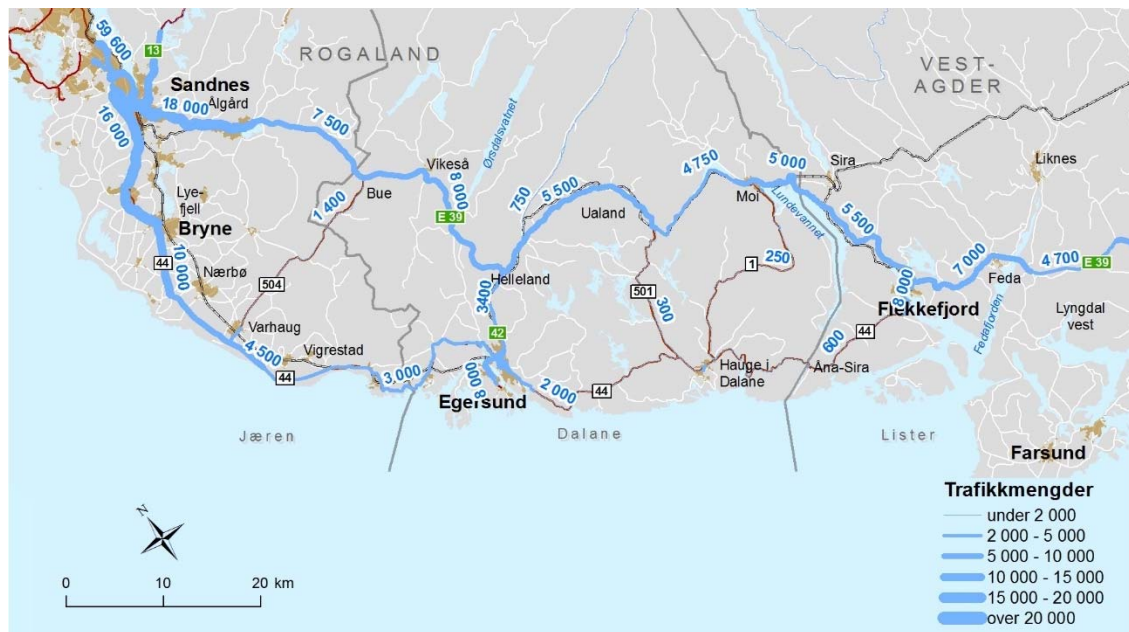 59 600
13
ROGALAND
VEST-
AGDER
Sandnes
18 000
Ålgård
16 000
7 500
Vikeså
8 000
Ørsdalsvatnet
750
5 500
4 750
5 000
Sira
Liknes
Lye-
fjell
Bryne
1 400
Bue
E 39
Ualand
Moi
Lundevannet
5 500
44
10 000
Nærbø
504
Helleland
3400
501
300
1
250
7 000
Feda
4 700
E 39
8 000
Flekkefjord
Fedafjorden
Lyngdal
vest
Varhaug
4 500
Vigrestad
44
3 000
42
8 000
Egersund
2 000
44
Hauge i
Dalane
Åna-Sira
600
44
Jæren
Dalane
Lister
Farsund
N
0 10 20 km
Trafikkmengder
under 2 000
2 000 - 5 000
5 000 - 10 000
10 000 - 15 000
15 000 - 20 000
over 20 000